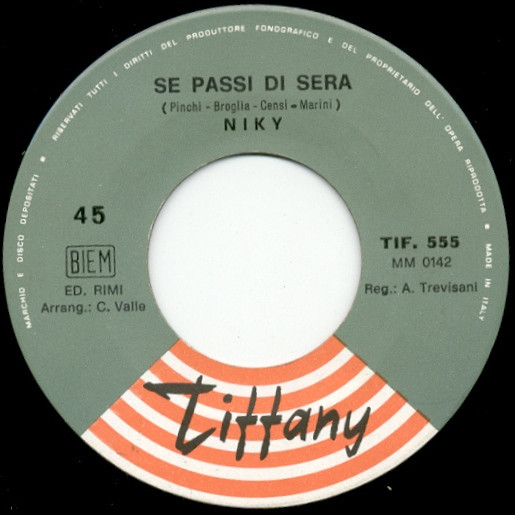 MARCHIO E DISCO DEPOSITATI • RISERVATI TUTTI I DIRITTI DEL PRODUTTORE FONOGRAFICO E DEL PROPRIETARIO DELL'OPERA RIPRODOTTA • MADE IN ITALY
SE PASSI DI SERA
(Pinchi - Broglia - Censi - Marini)
NIKY
45
BIEM
ED. RIMI
Arrang.: C. Valle
TIF. 555
MM 0142
Reg.: A. Trevisani
Tiffany